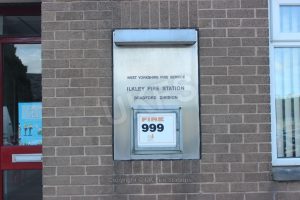 WEST YORKSHIRE FIRE SERVICE
ILKLEY FIRE STATION
BRADFORD DIVISION
FIRE
999